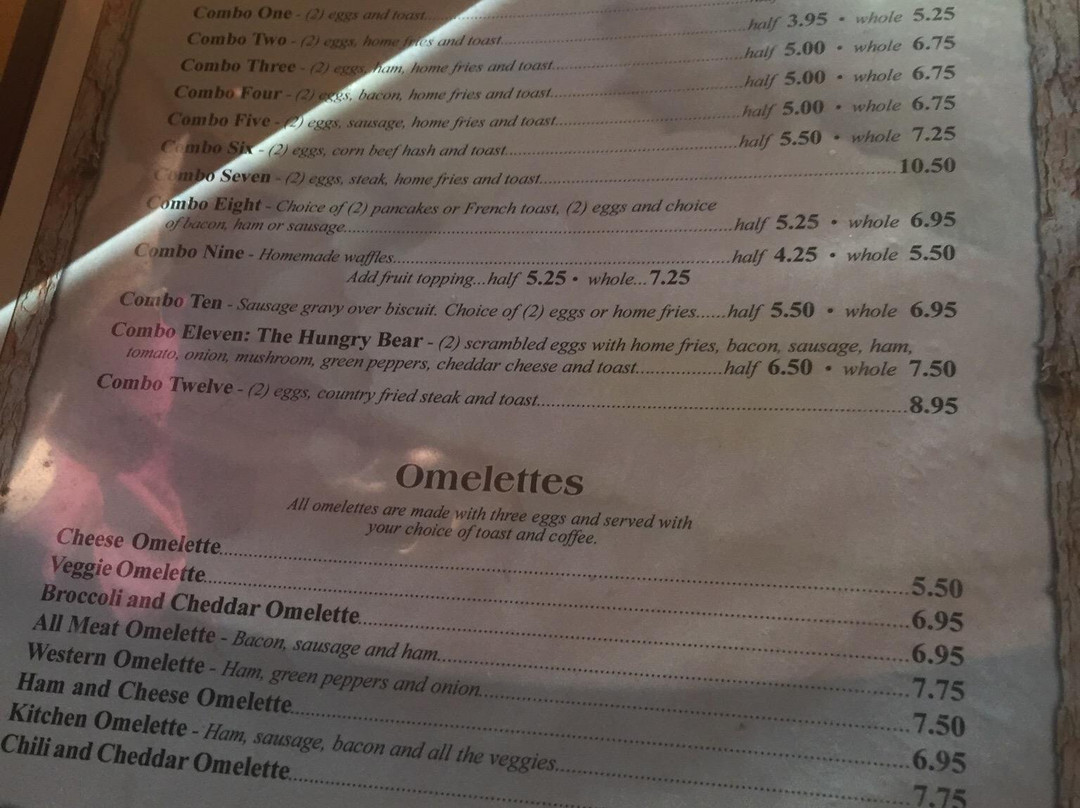 Combo One - (2) eggs and toast
Combo Two - (2) eggs, home fries and toast....half 3.95 • whole 5.25
Combo Three - (2) eggs, ham, home fries and toast....half 5.00 • whole 6.75
Combo Four - (2) eggs, bacon, home fries and toast....half 5.00 • whole 6.75
Combo Five - (2) eggs, sausage, home fries and toast....half 5.00 • whole 6.75
Combo Six - (2) eggs, corn beef hash and toast....half 5.50 • whole 7.25
Combo Seven - (2) eggs, steak, home fries and toast....10.50
Combo Eight - Choice of (2) pancakes or French toast, (2) eggs and choice
of bacon, ham or sausage....half 5.25 • whole 6.95
Combo Nine - Homemade waffles....half 4.25 • whole 5.50
Add fruit topping...half 5.25 • whole...7.25
Combo Ten - Sausage gravy over biscuit. Choice of (2) eggs or home fries......half 5.50 • whole 6.95
Combo Eleven: The Hungry Bear - (2) scrambled eggs with home fries, bacon, sausage, ham,
tomato, onion, mushroom, green peppers, cheddar cheese and toast....half 6.50 • whole 7.50
Combo Twelve - (2) eggs, country fried steak and toast....8.95
Omelettes
All omelettes are made with three eggs and served with
your choice of toast and coffee.
Cheese Omelette....5.50
Veggie Omelette....6.95
Broccoli and Cheddar Omelette....6.95
All Meat Omelette - Bacon, sausage and ham....7.75
Western Omelette - Ham, green peppers and onion....7.50
Ham and Cheese Omelette....6.95
Kitchen Omelette - Ham, sausage, bacon and all the veggies....7.75
Chili and Cheddar Omelette